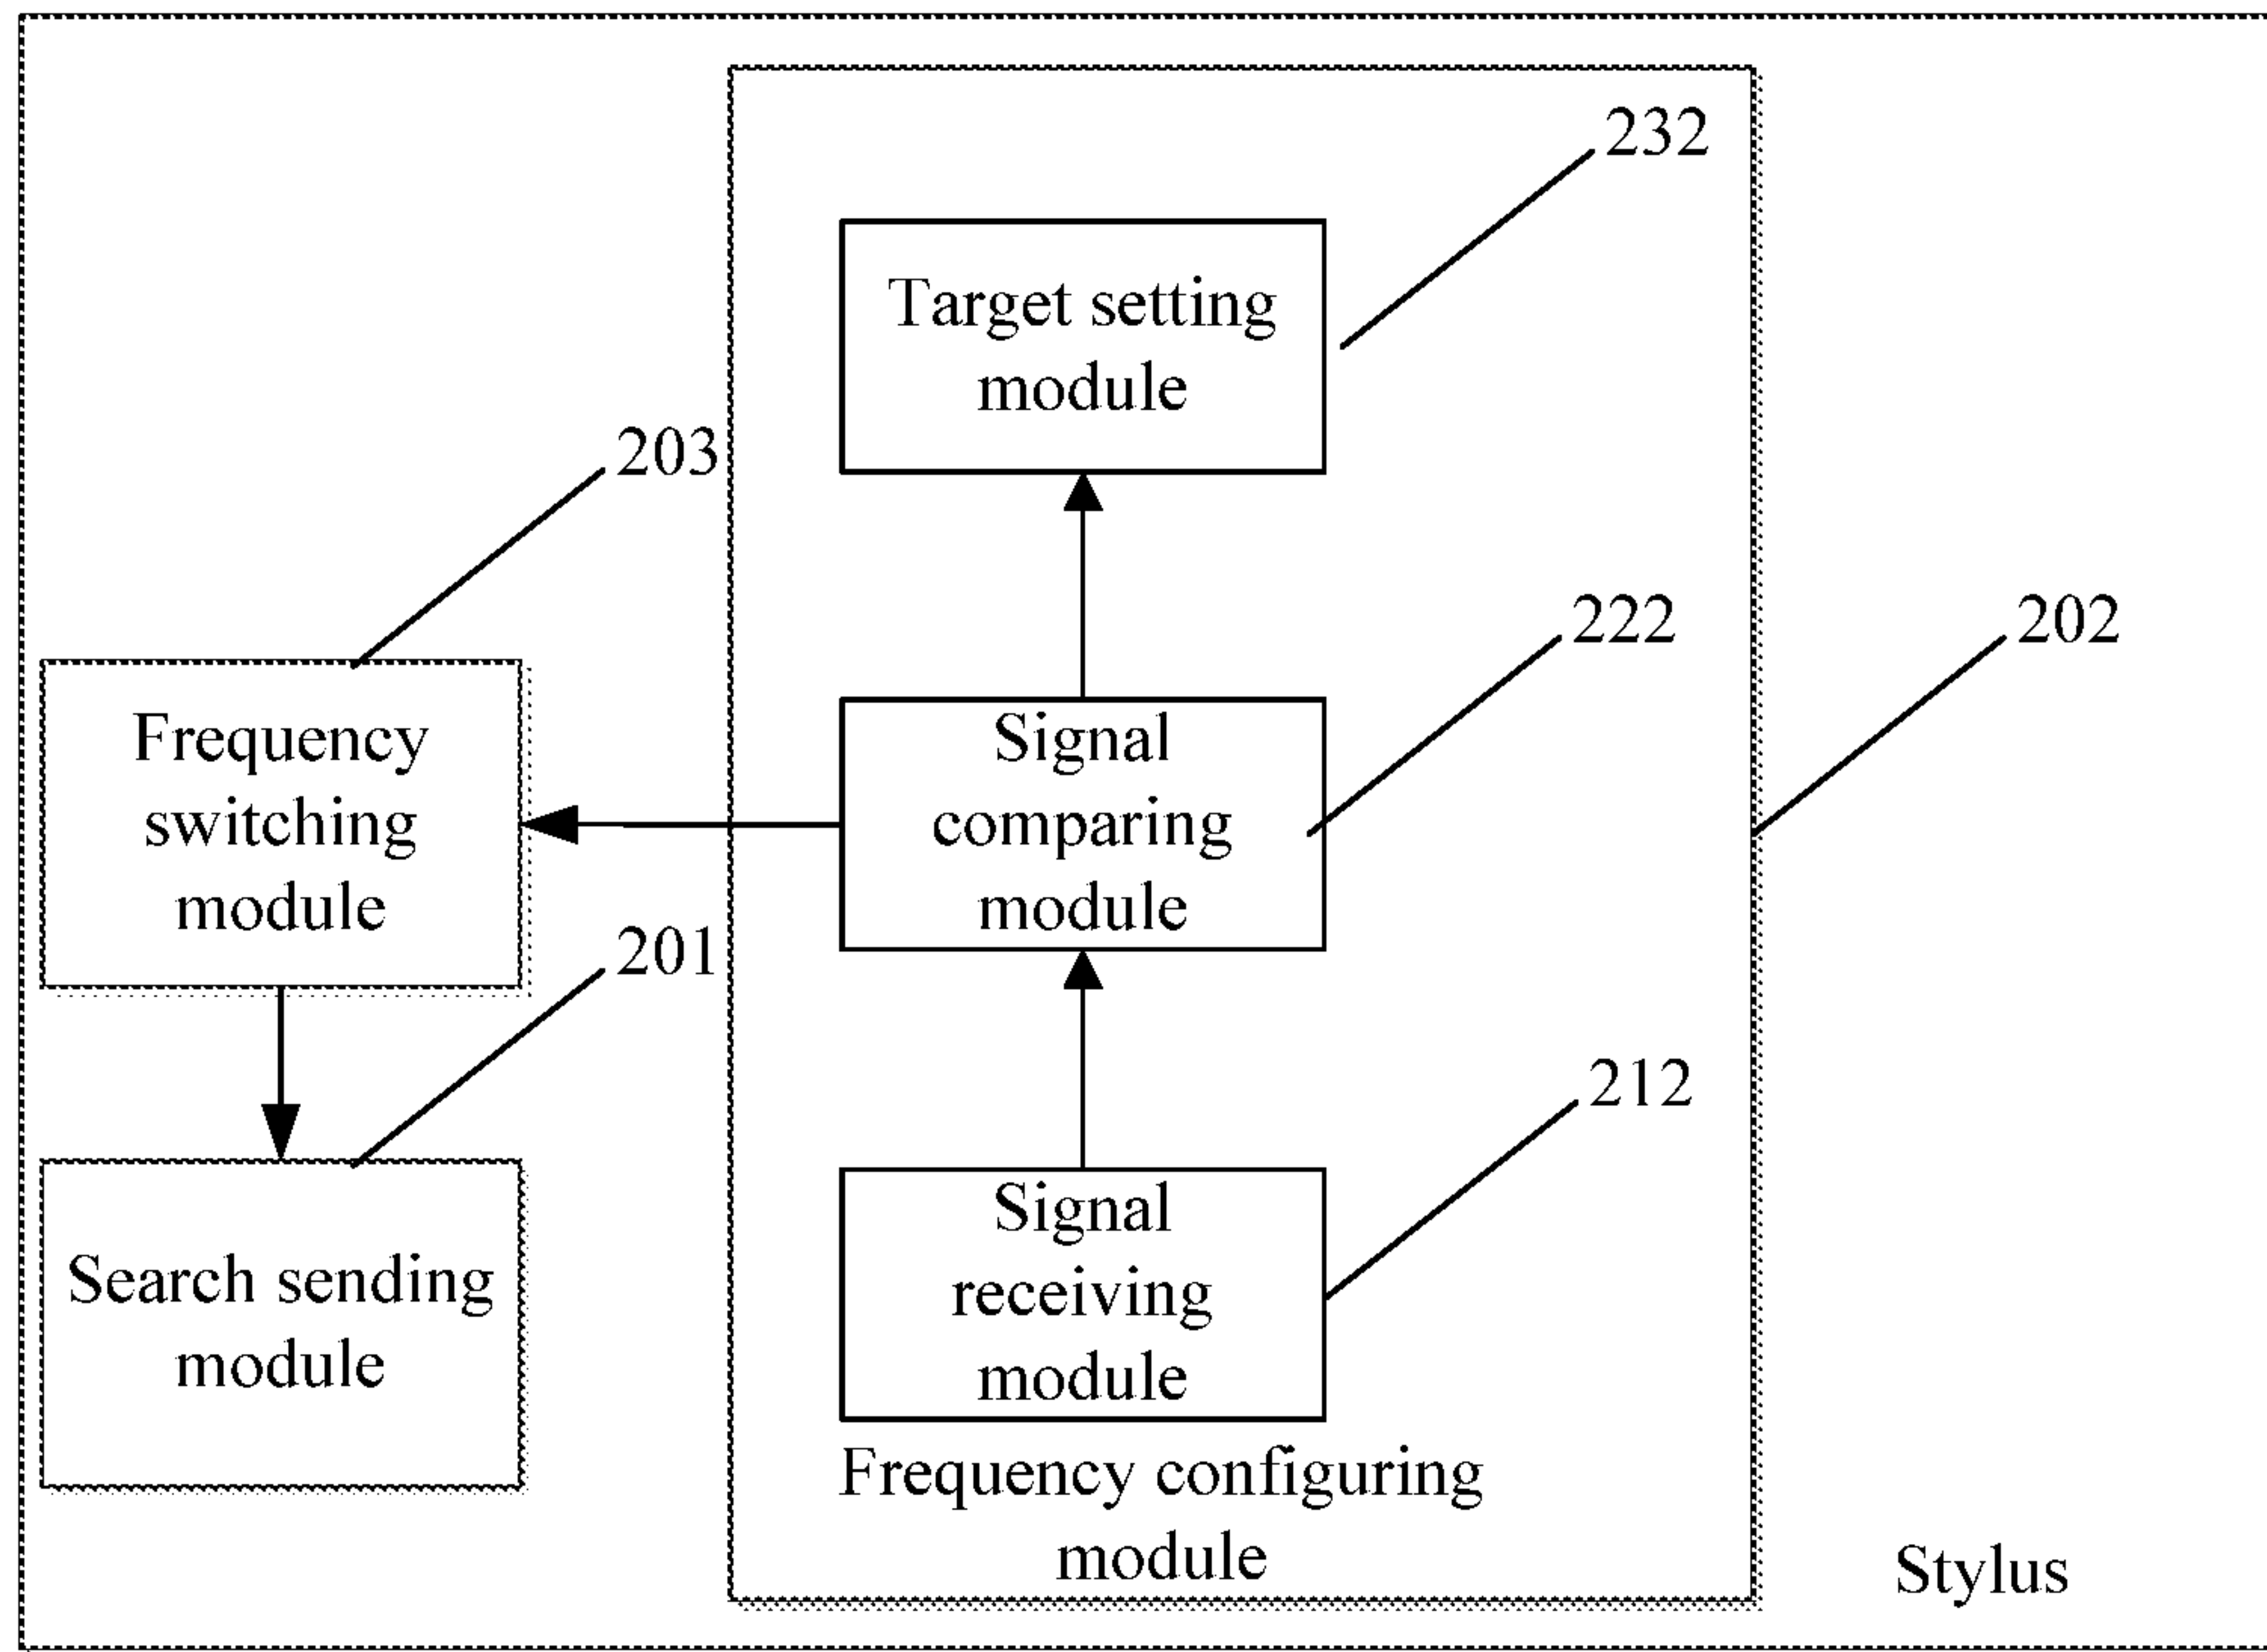 232
Target setting
module
203
222
202
Frequency
switching
module
Signal
comparing
module
201
212
Search sending
module
Signal
receiving
module
Frequency configuring
module
Stylus